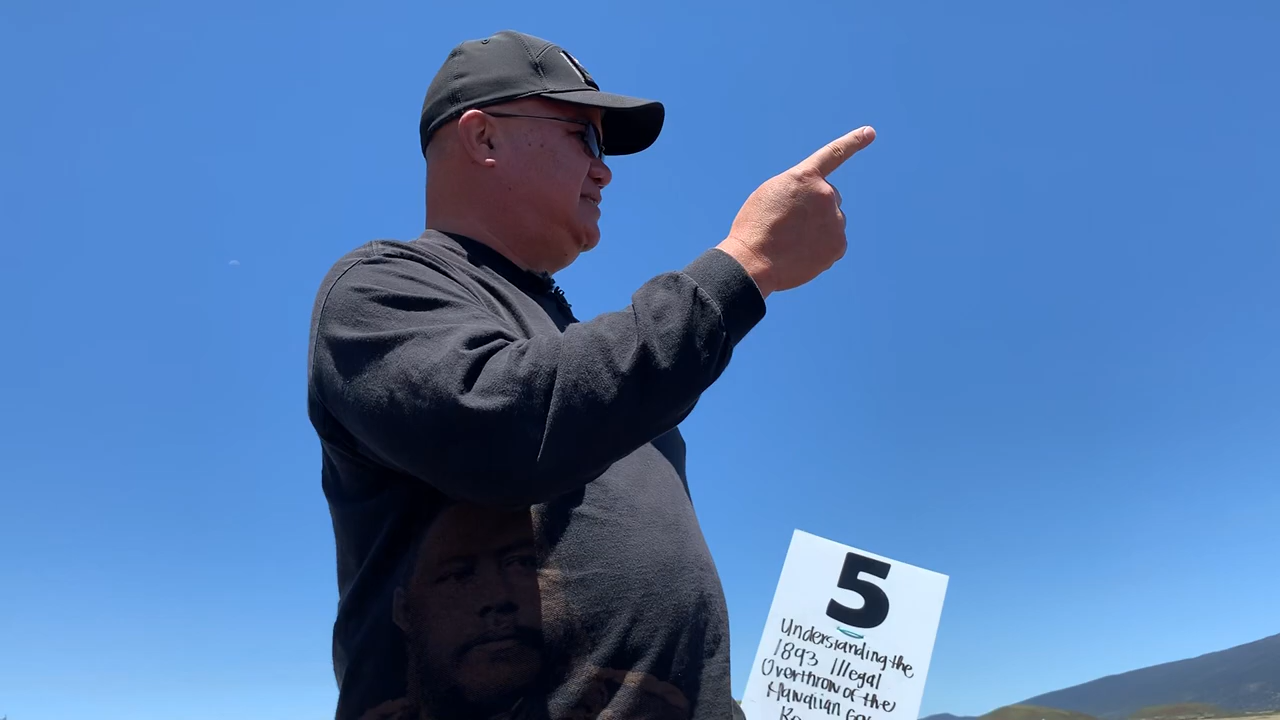 5
Understanding the
1893 Illegal
Overthrow of the
Hawaiian